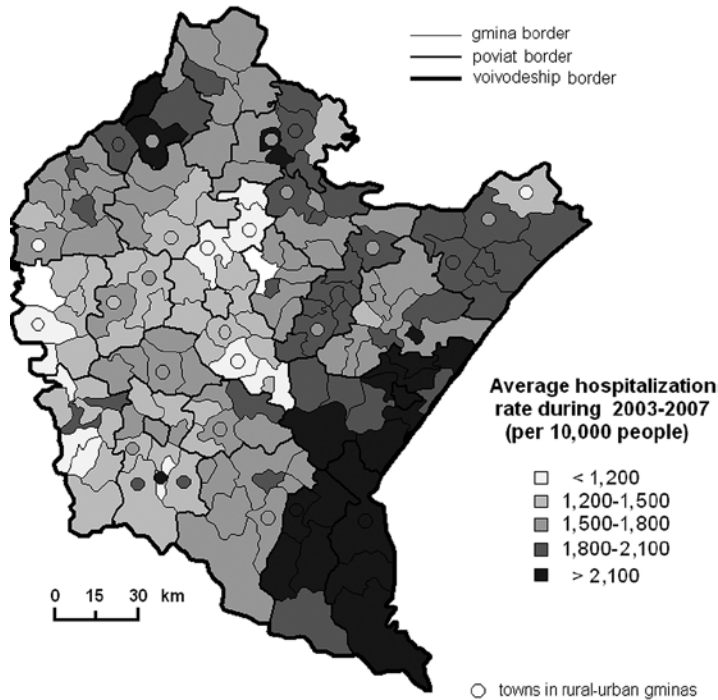 gmina border
poviat border
voivodeship border
Average hospitalization
rate during 2003-2007
(per 10,000 people)
< 1,200
1,200-1,500
1,500-1,800
1,800-2,100
> 2,100
0 15 30 km
towns in rural-urban gminas